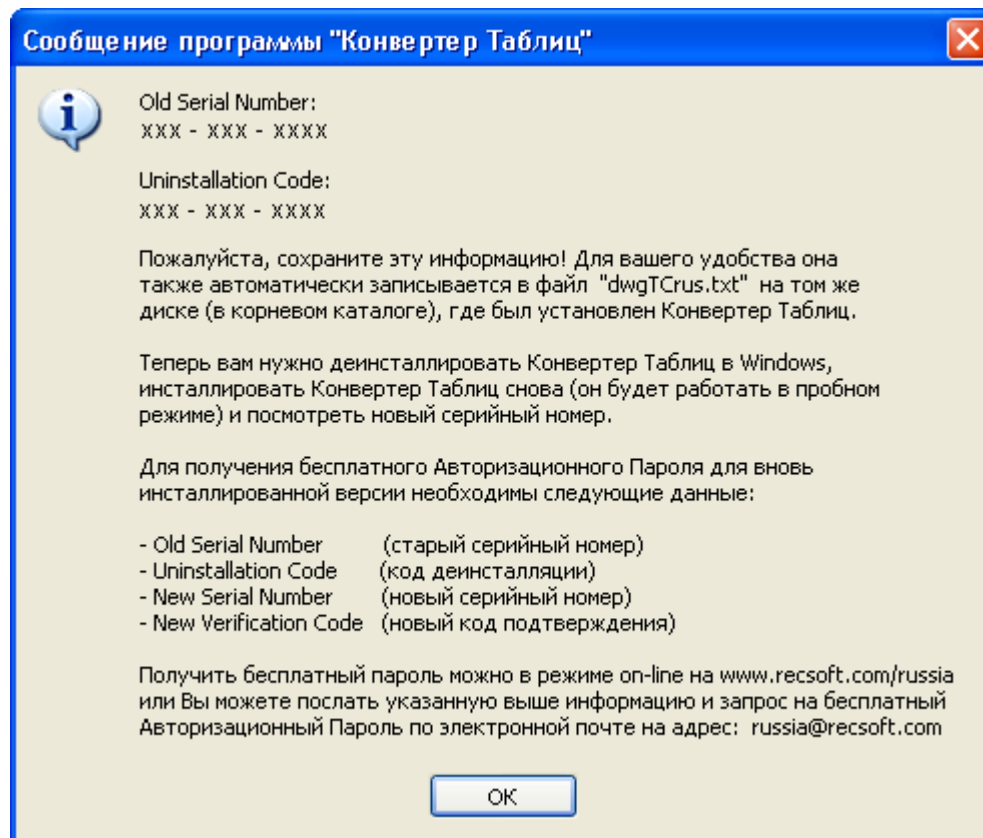 Сообщение программы "Конвертер Таблиц"
Old Serial Number:
XXX - XXX - XXXX
Uninstallation Code:
XXX - XXX - XXXX
Пожалуйста, сохраните эту информацию! Для вашего удобства она
также автоматически записывается в файл "dwgTCrus.txt" на том же
диске (в корневом каталоге), где был установлен Конвертер Таблиц.
Теперь вам нужно деинсталлировать Конвертер Таблиц в Windows,
инсталлировать Конвертер Таблиц снова (он будет работать в пробном
режиме) и посмотреть новый серийный номер.
Для получения бесплатного Авторизационного Пароля для вновь
инсталлированной версии необходимы следующие данные:
- Old Serial Number (старый серийный номер)
- Uninstallation Code (код деинсталляции)
- New Serial Number (новый серийный номер)
- New Verification Code (новый код подтверждения)
Получить бесплатный пароль можно в режиме on-line на www.recsoft.com/russia
или Вы можете послать указанную выше информацию и запрос на бесплатный
Авторизационный Пароль по электронной почте на адрес: russia@recsoft.com
OK